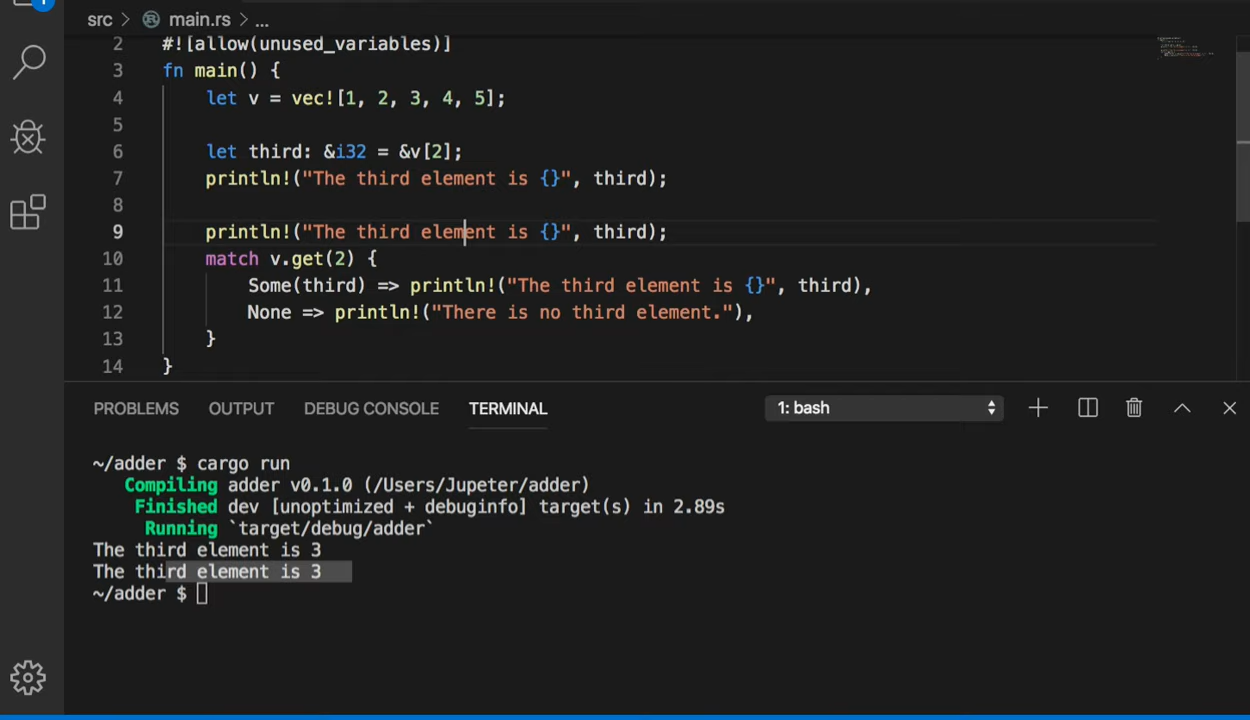 1
src > main.rs > ...
2 #![allow(unused_variables)]
3 fn main() {
4 let v = vec![1, 2, 3, 4, 5];
5
6 let third: &i32 = &v[2];
7 println!("The third element is {}", third);
8
9 println!("The third element is {}", third);
10 match v.get(2) {
11 Some(third) => println!("The third element is {}", third),
12 None => println!("There is no third element."),
13 }
14 }
PROBLEMS OUTPUT DEBUG CONSOLE TERMINAL 1: bash
~/adder $ cargo run
Compiling adder v0.1.0 (/Users/Jupeter/adder)
Finished dev [unoptimized + debuginfo] target(s) in 2.89s
Running `target/debug/adder`
The third element is 3
The third element is 3
~/adder $